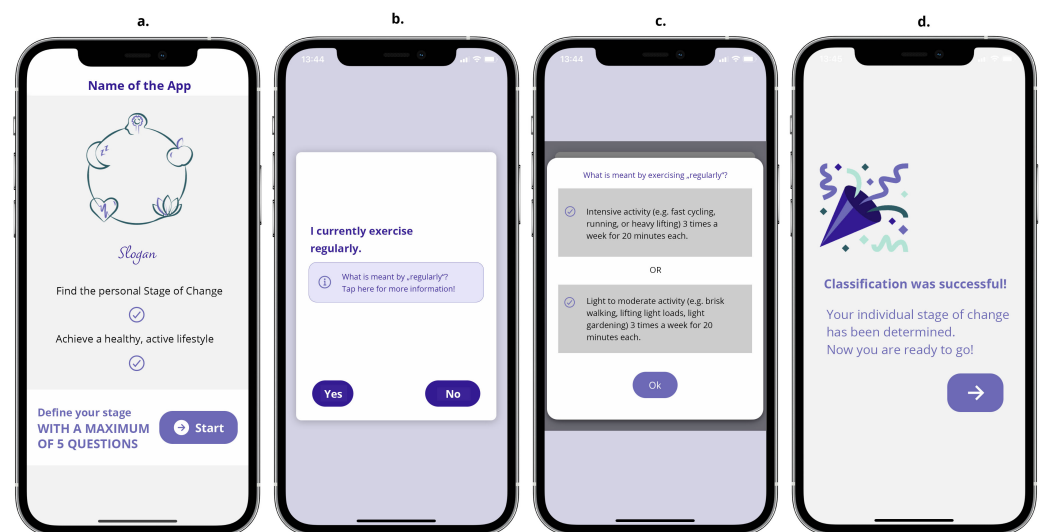 a.
Name of the App
zz
Slogan
Find the personal Stage of Change
Achieve a healthy, active lifestyle
Define your stage
WITH A MAXIMUM
OF 5 QUESTIONS
Start
b.
13:44
I currently exercise
regularly.
What is meant by „regularly“?
Tap here for more information!
Yes
No
c.
13:44
What is meant by exercising „regularly“?
Intensive activity (e.g. fast cycling,
running, or heavy lifting) 3 times a
week for 20 minutes each.
OR
Light to moderate activity (e.g. brisk
walking, lifting light loads, light
gardening) 3 times a week for 20
minutes each.
Ok
d.
Classification was successful!
Your individual stage of change
has been determined.
Now you are ready to go!